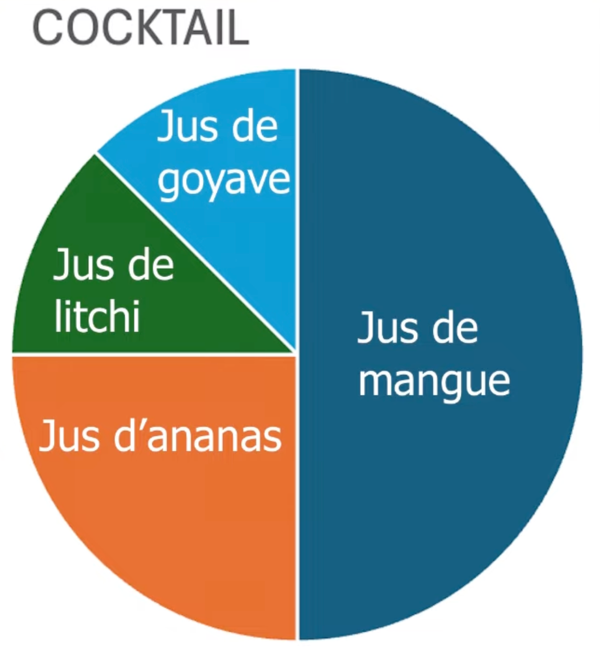 COCKTAIL
Jus de
goyave
Jus de
litchi
Jus de
mangue
Jus d’ananas